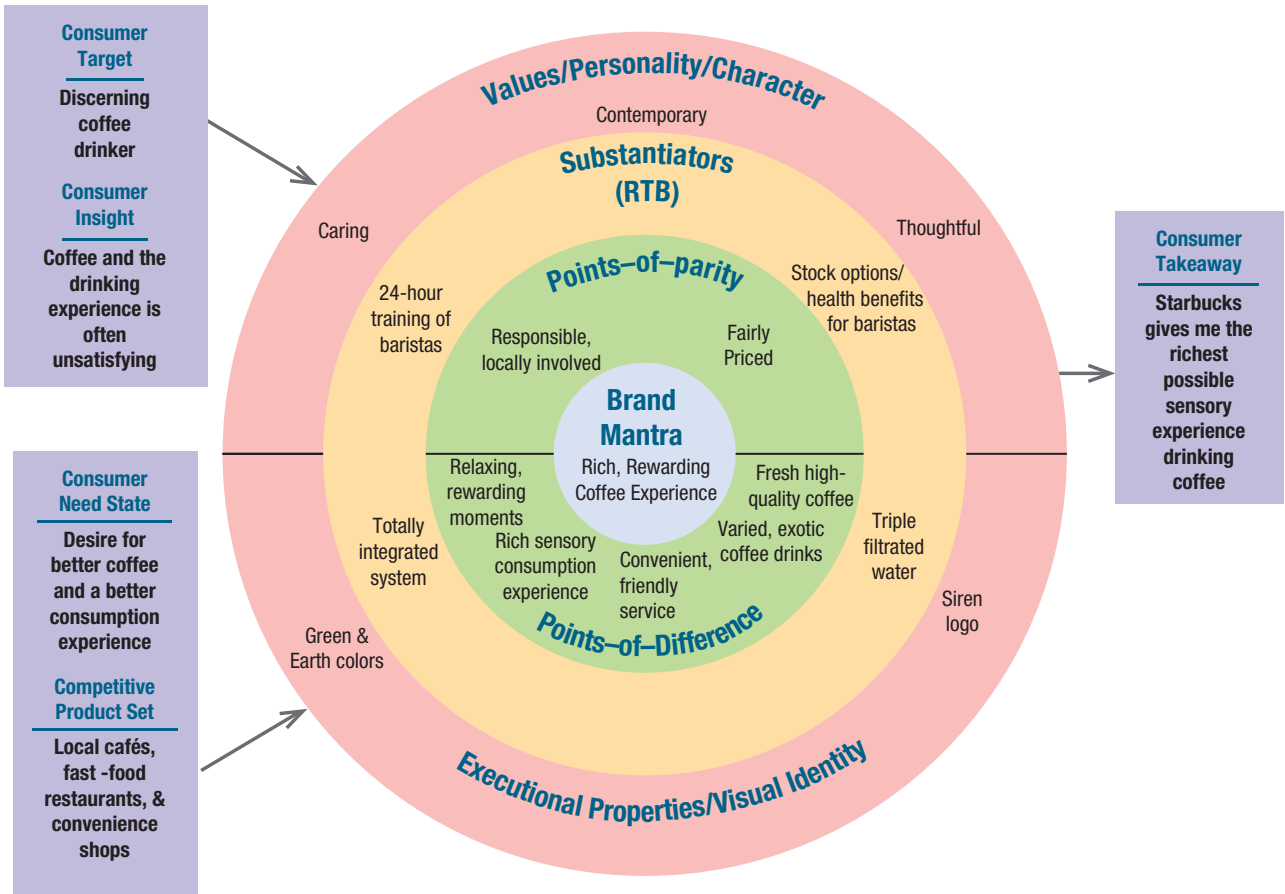 Consumer
Target
Discerning
coffee
drinker
Consumer
Insight
Coffee and the
drinking
experience is
often
unsatisfying
Consumer
Need State
Desire for
better coffee
and a better
consumption
experience
Competitive
Product Set
Local cafés,
fast -food
restaurants, &
convenience
shops
Values/Personality/Character
Contemporary
Caring
Thoughtful
Substantiators
(RTB)
24-hour
training of
baristas
Stock options/
health benefits
for baristas
Points–of–parity
Responsible,
locally involved
Fairly
Priced
Brand
Mantra
Rich, Rewarding
Coffee Experience
Relaxing,
rewarding
moments
Rich sensory
consumption
experience
Convenient,
friendly
service
Fresh high-
quality coffee
Varied, exotic
coffee drinks
Points–of–Difference
Totally
integrated
system
Triple
filtrated
water
Green &
Earth colors
Siren
logo
Executional Properties/Visual Identity
Consumer
Takeaway
Starbucks
gives me the
richest
possible
sensory
experience
drinking
coffee